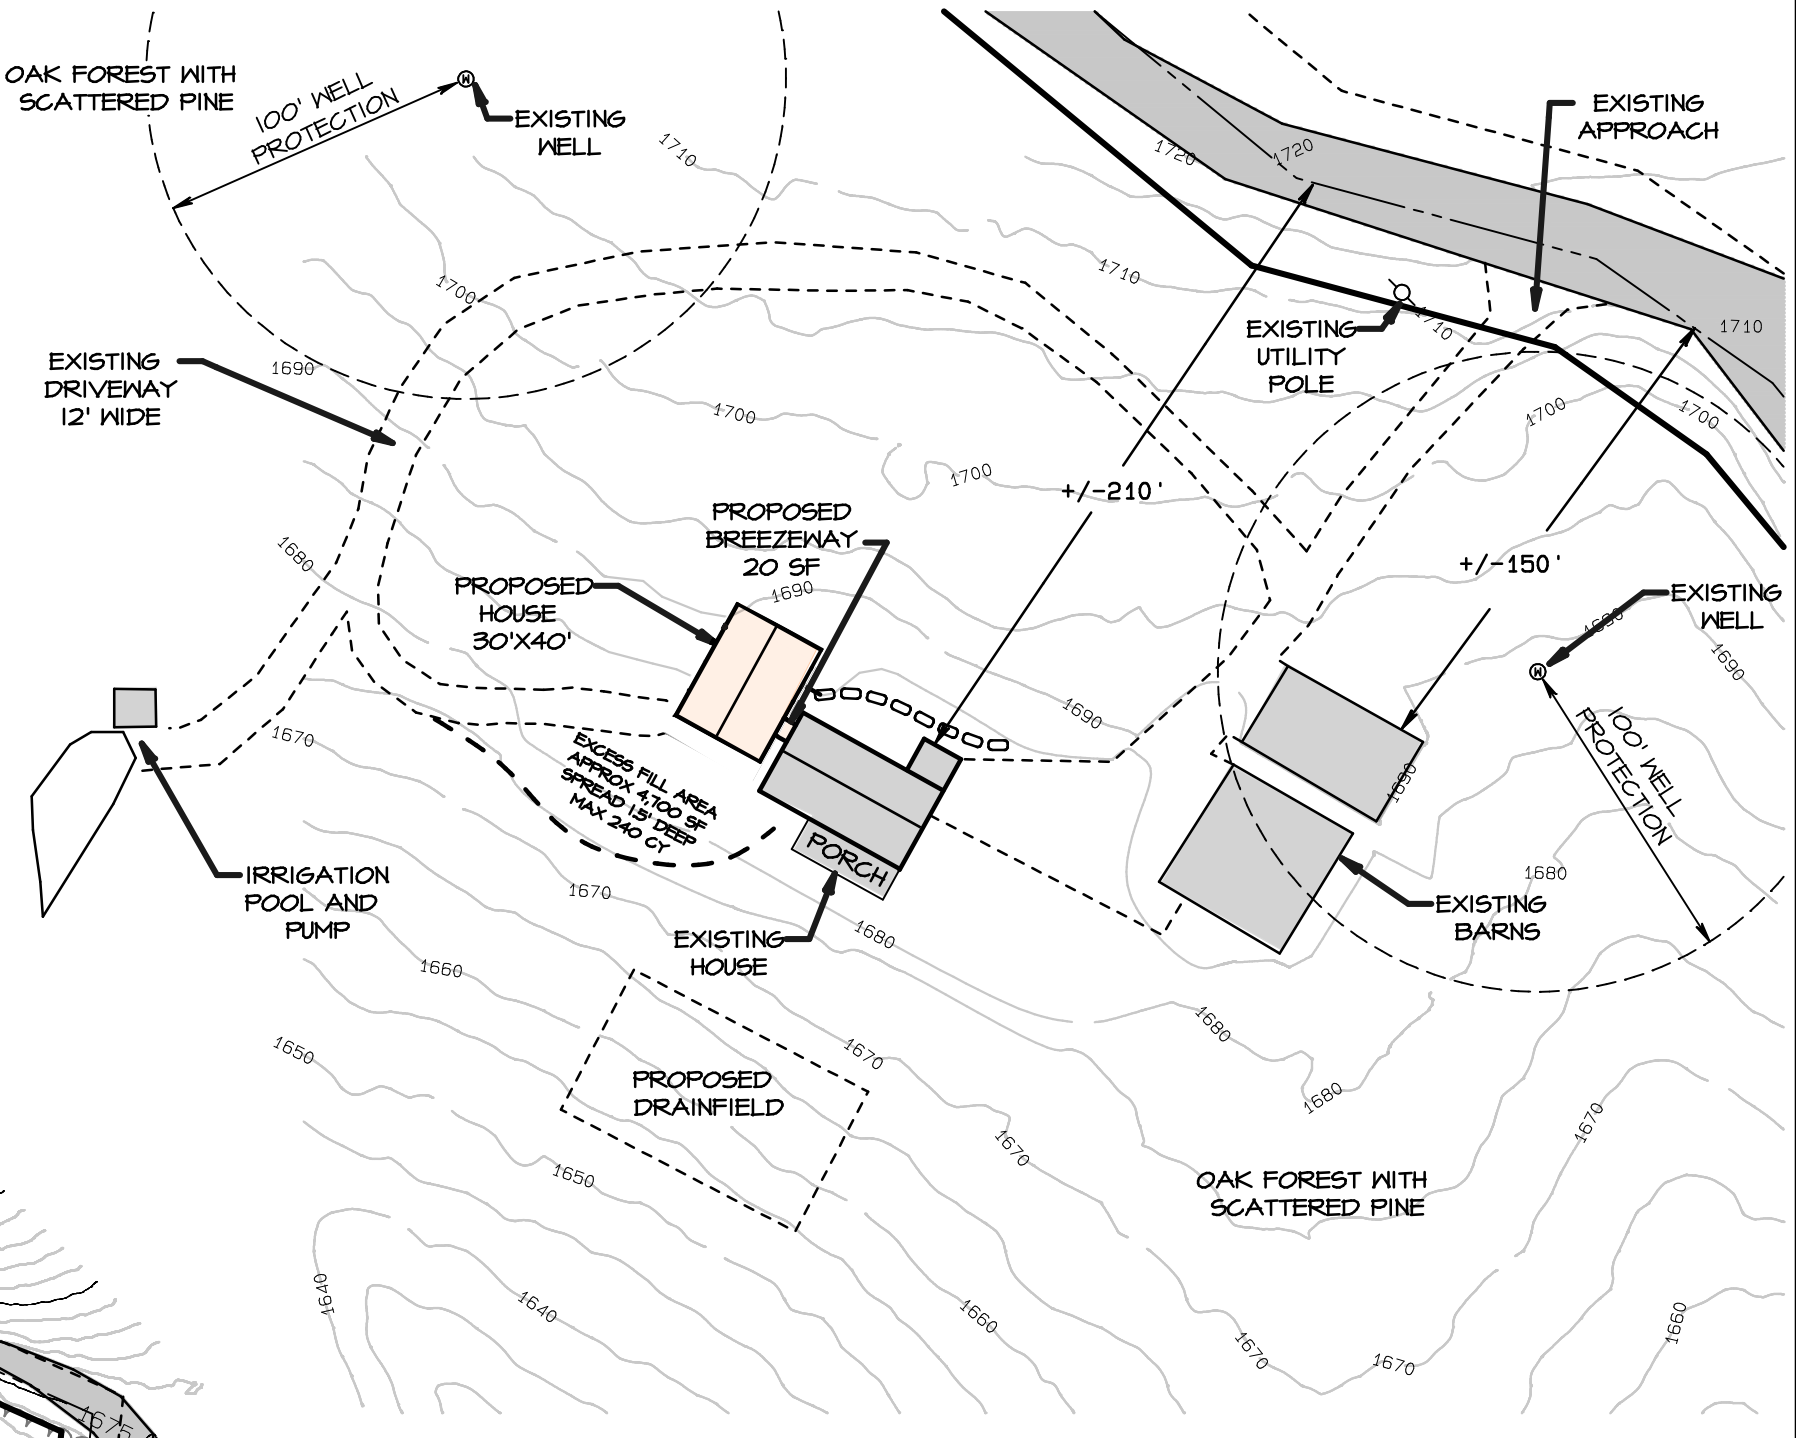 OAK FOREST WITH
SCATTERED PINE
100' WELL
PROTECTION
W
EXISTING
WELL
1710
1720
1720
EXISTING
APPROACH
1700
1710
1710
1710
EXISTING
UTILITY
POLE
EXISTING
DRIVEWAY
12' WIDE
1690
1700
1700
1700
1700
+/-210'
PROPOSED
BREEZEWAY
20 SF
1680
PROPOSED
HOUSE
30'X40'
1690
+/-150'
EXISTING
WELL
1690
W
1690
1690
1670
100' WELL
PROTECTION
EXCESS FILL AREA
APPROX 4,700 SF
SPREAD 1.5' DEEP
MAX 240 CY
1690
PORCH
IRRIGATION
POOL AND
PUMP
1670
1680
EXISTING
BARNS
EXISTING
HOUSE
1680
1660
1650
1670
1680
PROPOSED
DRAINFIELD
1680
1670
1670
1650
OAK FOREST WITH
SCATTERED PINE
1640
1640
1660
1670
1670
1660
1675